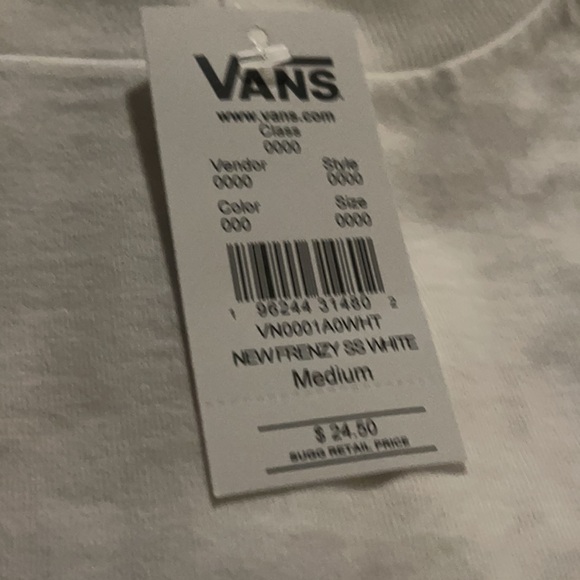 VANS
www.vans.com
Class
0000
Vendor Style
0000 0000
Color Size
000 0000
1 96244 31480 2
VN0001A0WHT
NEW FRENZY SS WHITE
Medium
$ 24.50
SUGG RETAIL PRICE